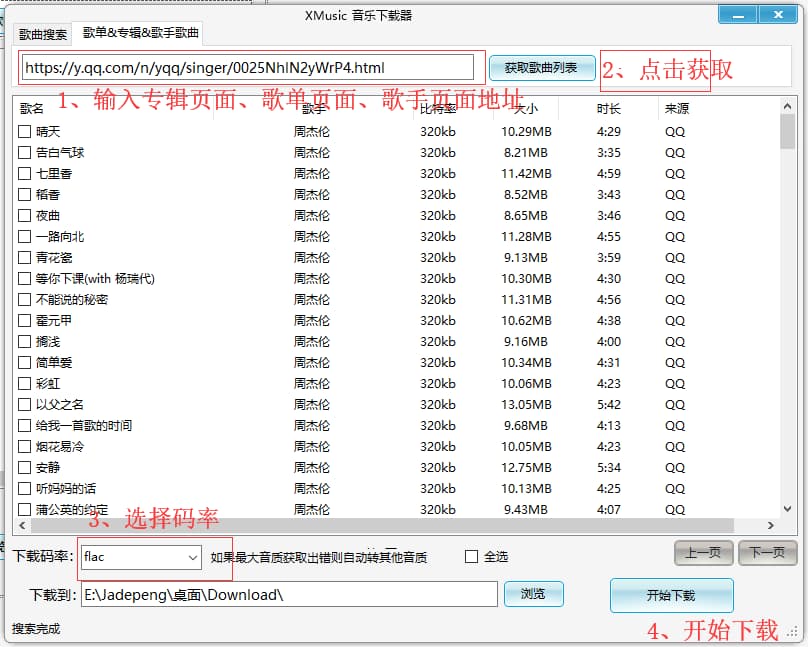 XMusic 音乐下载器
歌曲搜索 歌单&专辑&歌手歌曲
https://y.qq.com/n/yqq/singer/0025NhlN2yWrP4.html 获取歌曲列表 2、点击获取
1、输入专辑页面、歌单页面、歌手页面地址
歌名 歌手 比特率 大小 时长 来源
晴天 周杰伦 320kb 10.29MB 4:29 QQ
告白气球 周杰伦 320kb 8.21MB 3:35 QQ
七里香 周杰伦 320kb 11.42MB 4:59 QQ
稻香 周杰伦 320kb 8.52MB 3:43 QQ
夜曲 周杰伦 320kb 8.65MB 3:46 QQ
一路向北 周杰伦 320kb 11.28MB 4:55 QQ
青花瓷 周杰伦 320kb 9.13MB 3:59 QQ
等你下课(with 杨瑞代) 周杰伦 320kb 10.30MB 4:30 QQ
不能说的秘密 周杰伦 320kb 11.31MB 4:56 QQ
霍元甲 周杰伦 320kb 10.62MB 4:38 QQ
搁浅 周杰伦 320kb 9.16MB 4:00 QQ
简单爱 周杰伦 320kb 10.34MB 4:31 QQ
彩虹 周杰伦 320kb 10.06MB 4:23 QQ
以父之名 周杰伦 320kb 13.05MB 5:42 QQ
给我一首歌的时间 周杰伦 320kb 9.68MB 4:13 QQ
烟花易冷 周杰伦 320kb 10.05MB 4:23 QQ
安静 周杰伦 320kb 12.75MB 5:34 QQ
听妈妈的话 周杰伦 320kb 10.13MB 4:25 QQ
蒲公英的约定 周杰伦 320kb 9.43MB 4:07 QQ
3、选择码率
下载码率: flac 如果最大音质获取出错则自动转其他音质 全选 上一页 下一页
下载到: E:\Jadepeng\桌面\Download\ 浏览 开始下载
4、开始下载
搜索完成